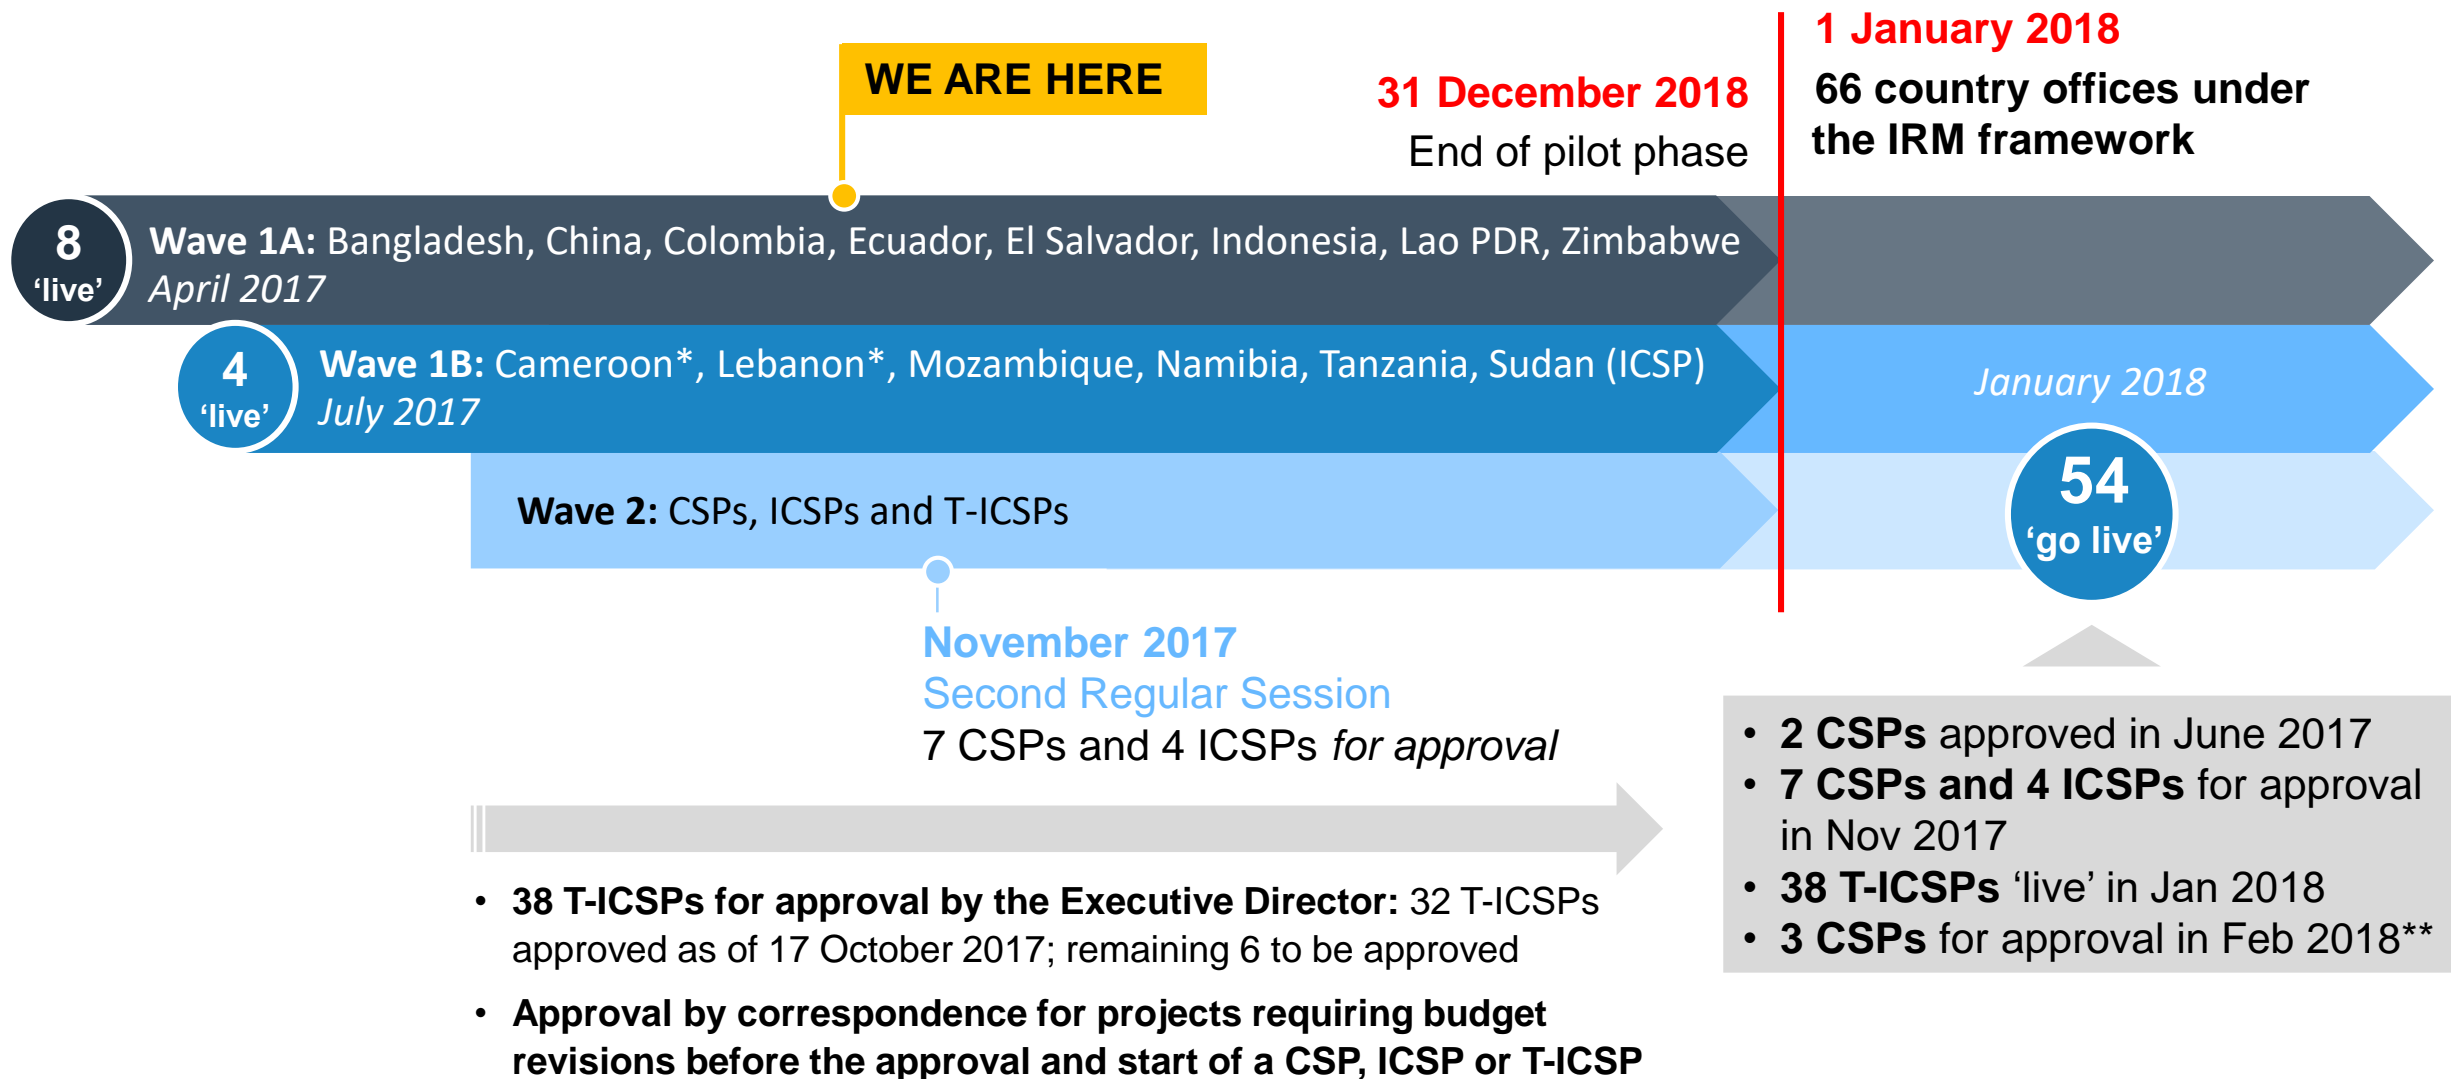 WE ARE HERE
31 December 2018
End of pilot phase
1 January 2018
66 country offices under
the IRM framework
8
‘live’
Wave 1A: Bangladesh, China, Colombia, Ecuador, El Salvador, Indonesia, Lao PDR, Zimbabwe
April 2017
4
‘live’
Wave 1B: Cameroon*, Lebanon*, Mozambique, Namibia, Tanzania, Sudan (ICSP)
July 2017
January 2018
Wave 2: CSPs, ICSPs and T-ICSPs
54
‘go live’
November 2017
Second Regular Session
7 CSPs and 4 ICSPs for approval
• 38 T-ICSPs for approval by the Executive Director: 32 T-ICSPs
approved as of 17 October 2017; remaining 6 to be approved
• Approval by correspondence for projects requiring budget
revisions before the approval and start of a CSP, ICSP or T-ICSP
• 2 CSPs approved in June 2017
• 7 CSPs and 4 ICSPs for approval
in Nov 2017
• 38 T-ICSPs ‘live’ in Jan 2018
• 3 CSPs for approval in Feb 2018**